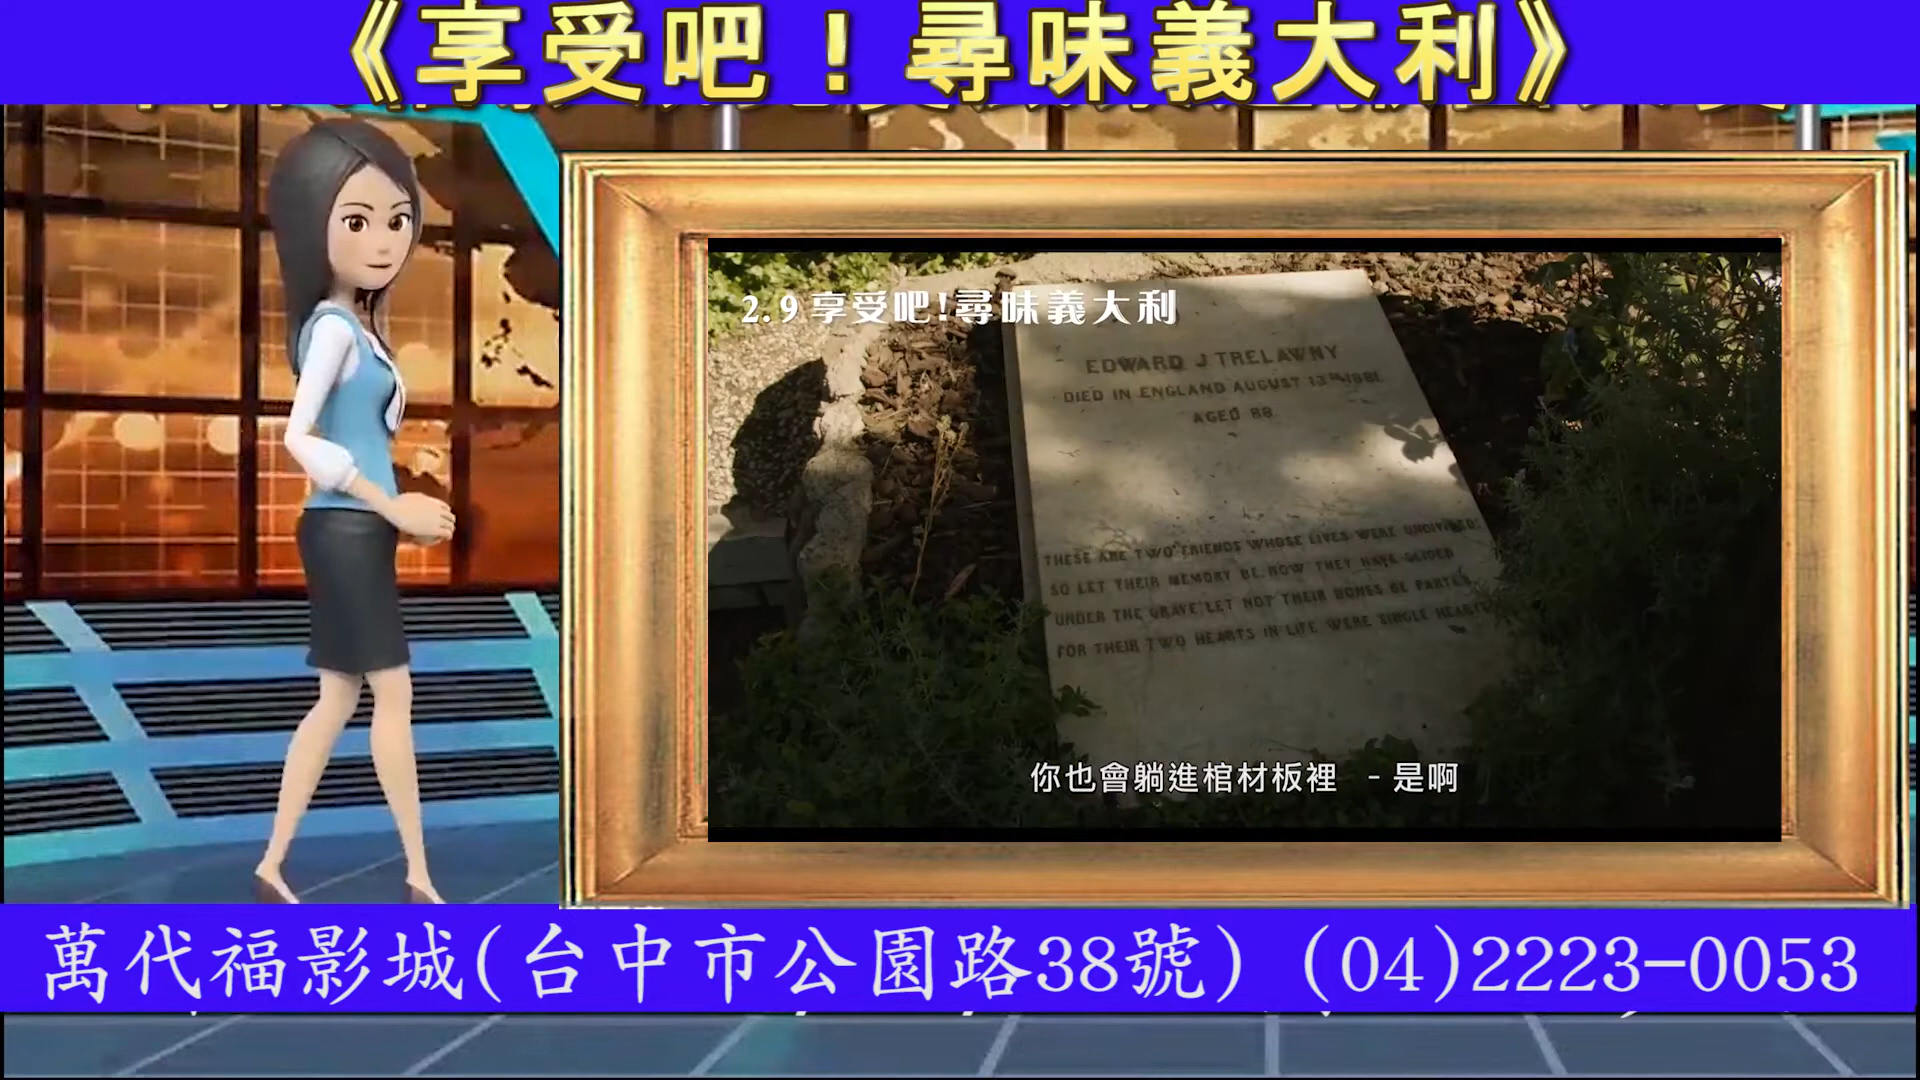 《享受吧！尋味義大利》
2.9 享受吧!尋味義大利
EDWARD J TRELAWNY
DIED IN ENGLAND AUGUST 13TH 1881.
AGED 88.
THESE ARE TWO FRIENDS WHOSE LIVES WERE UNDIVIDED:
SO LET THEIR MEMORY BE, NOW THEY HAVE GLIDED
UNDER THE GRAVE; LET NOT THEIR BONES BE PARTED
FOR THEIR TWO HEARTS IN LIFE WERE SINGLE HEARTED
你也會躺進棺材板裡 - 是啊
萬代福影城(台中市公園路38號) (04)2223-0053